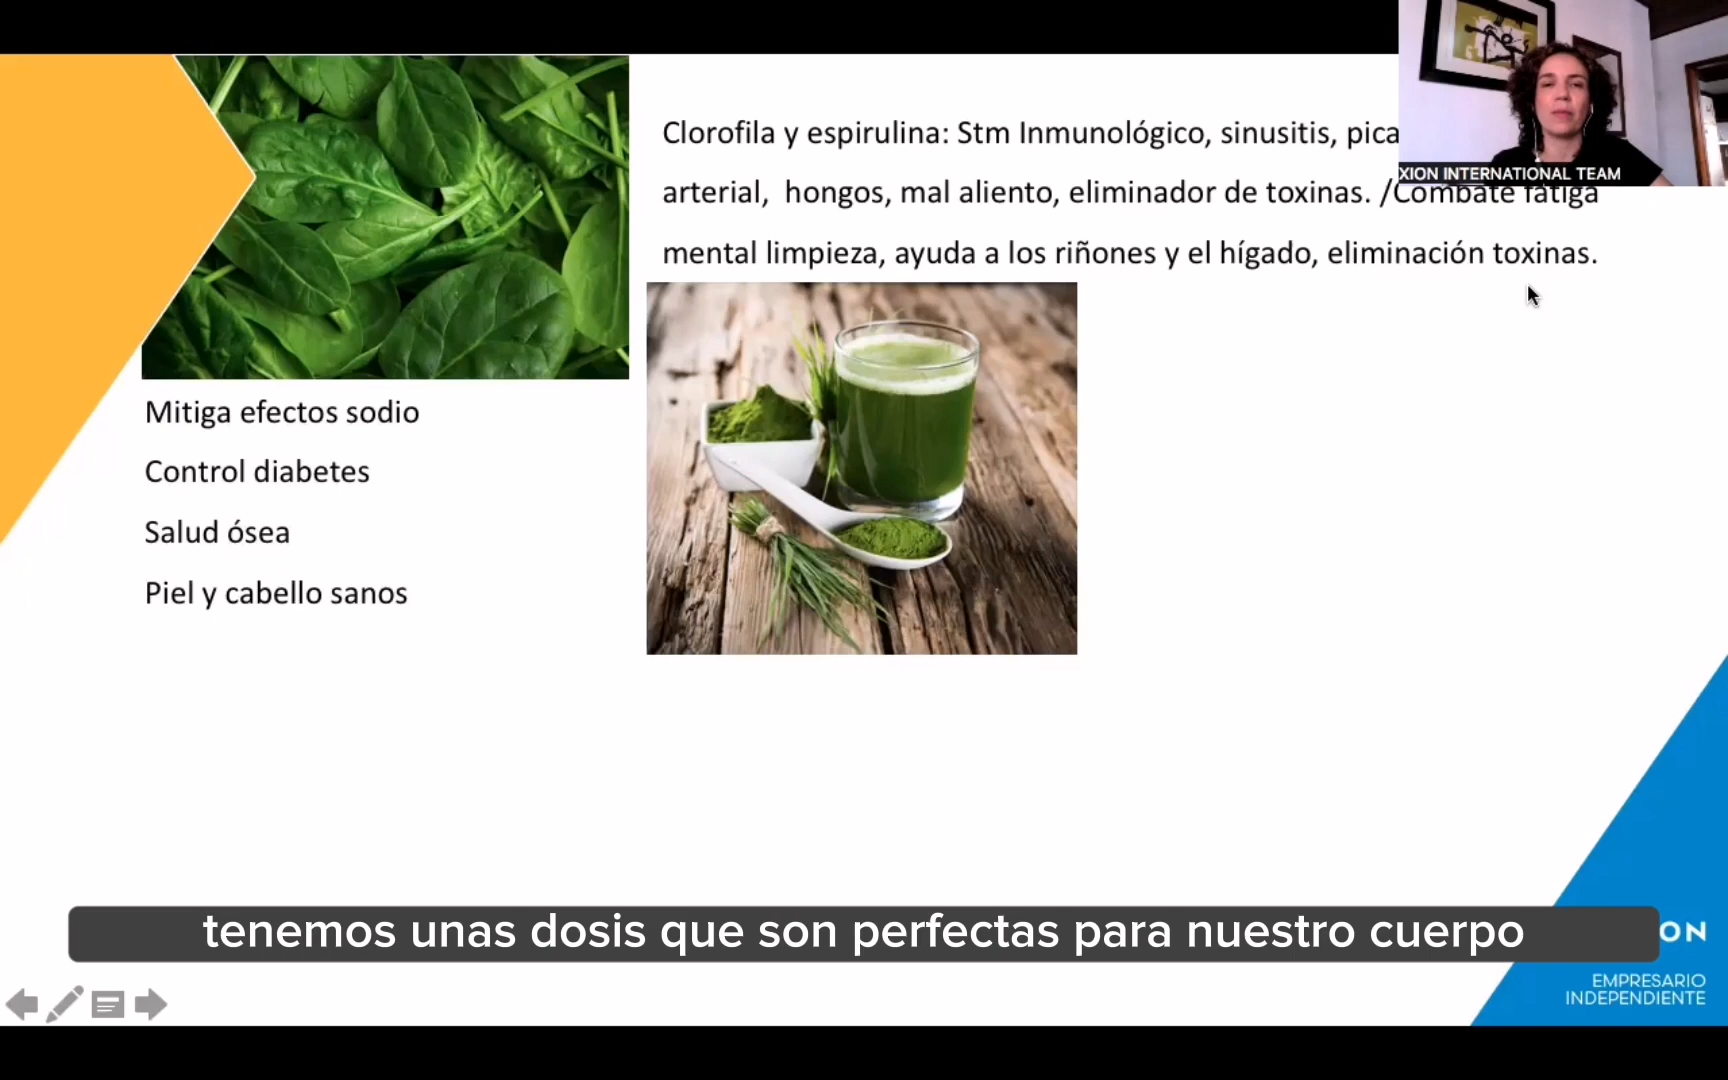 Clorofila y espirulina: Stm Inmunológico, sinusitis,
XION INTERNATIONAL TEAM
arterial, hongos, mal aliento, eliminador de toxinas. /Combate fatiga
mental limpieza, ayuda a los riñones y el hígado, eliminación toxinas.
Mitiga efectos sodio
Control diabetes
Salud ósea
Piel y cabello sanos
tenemos unas dosis que son perfectas para nuestro cuerpo
EMPRESARIO
INDEPENDIENTE